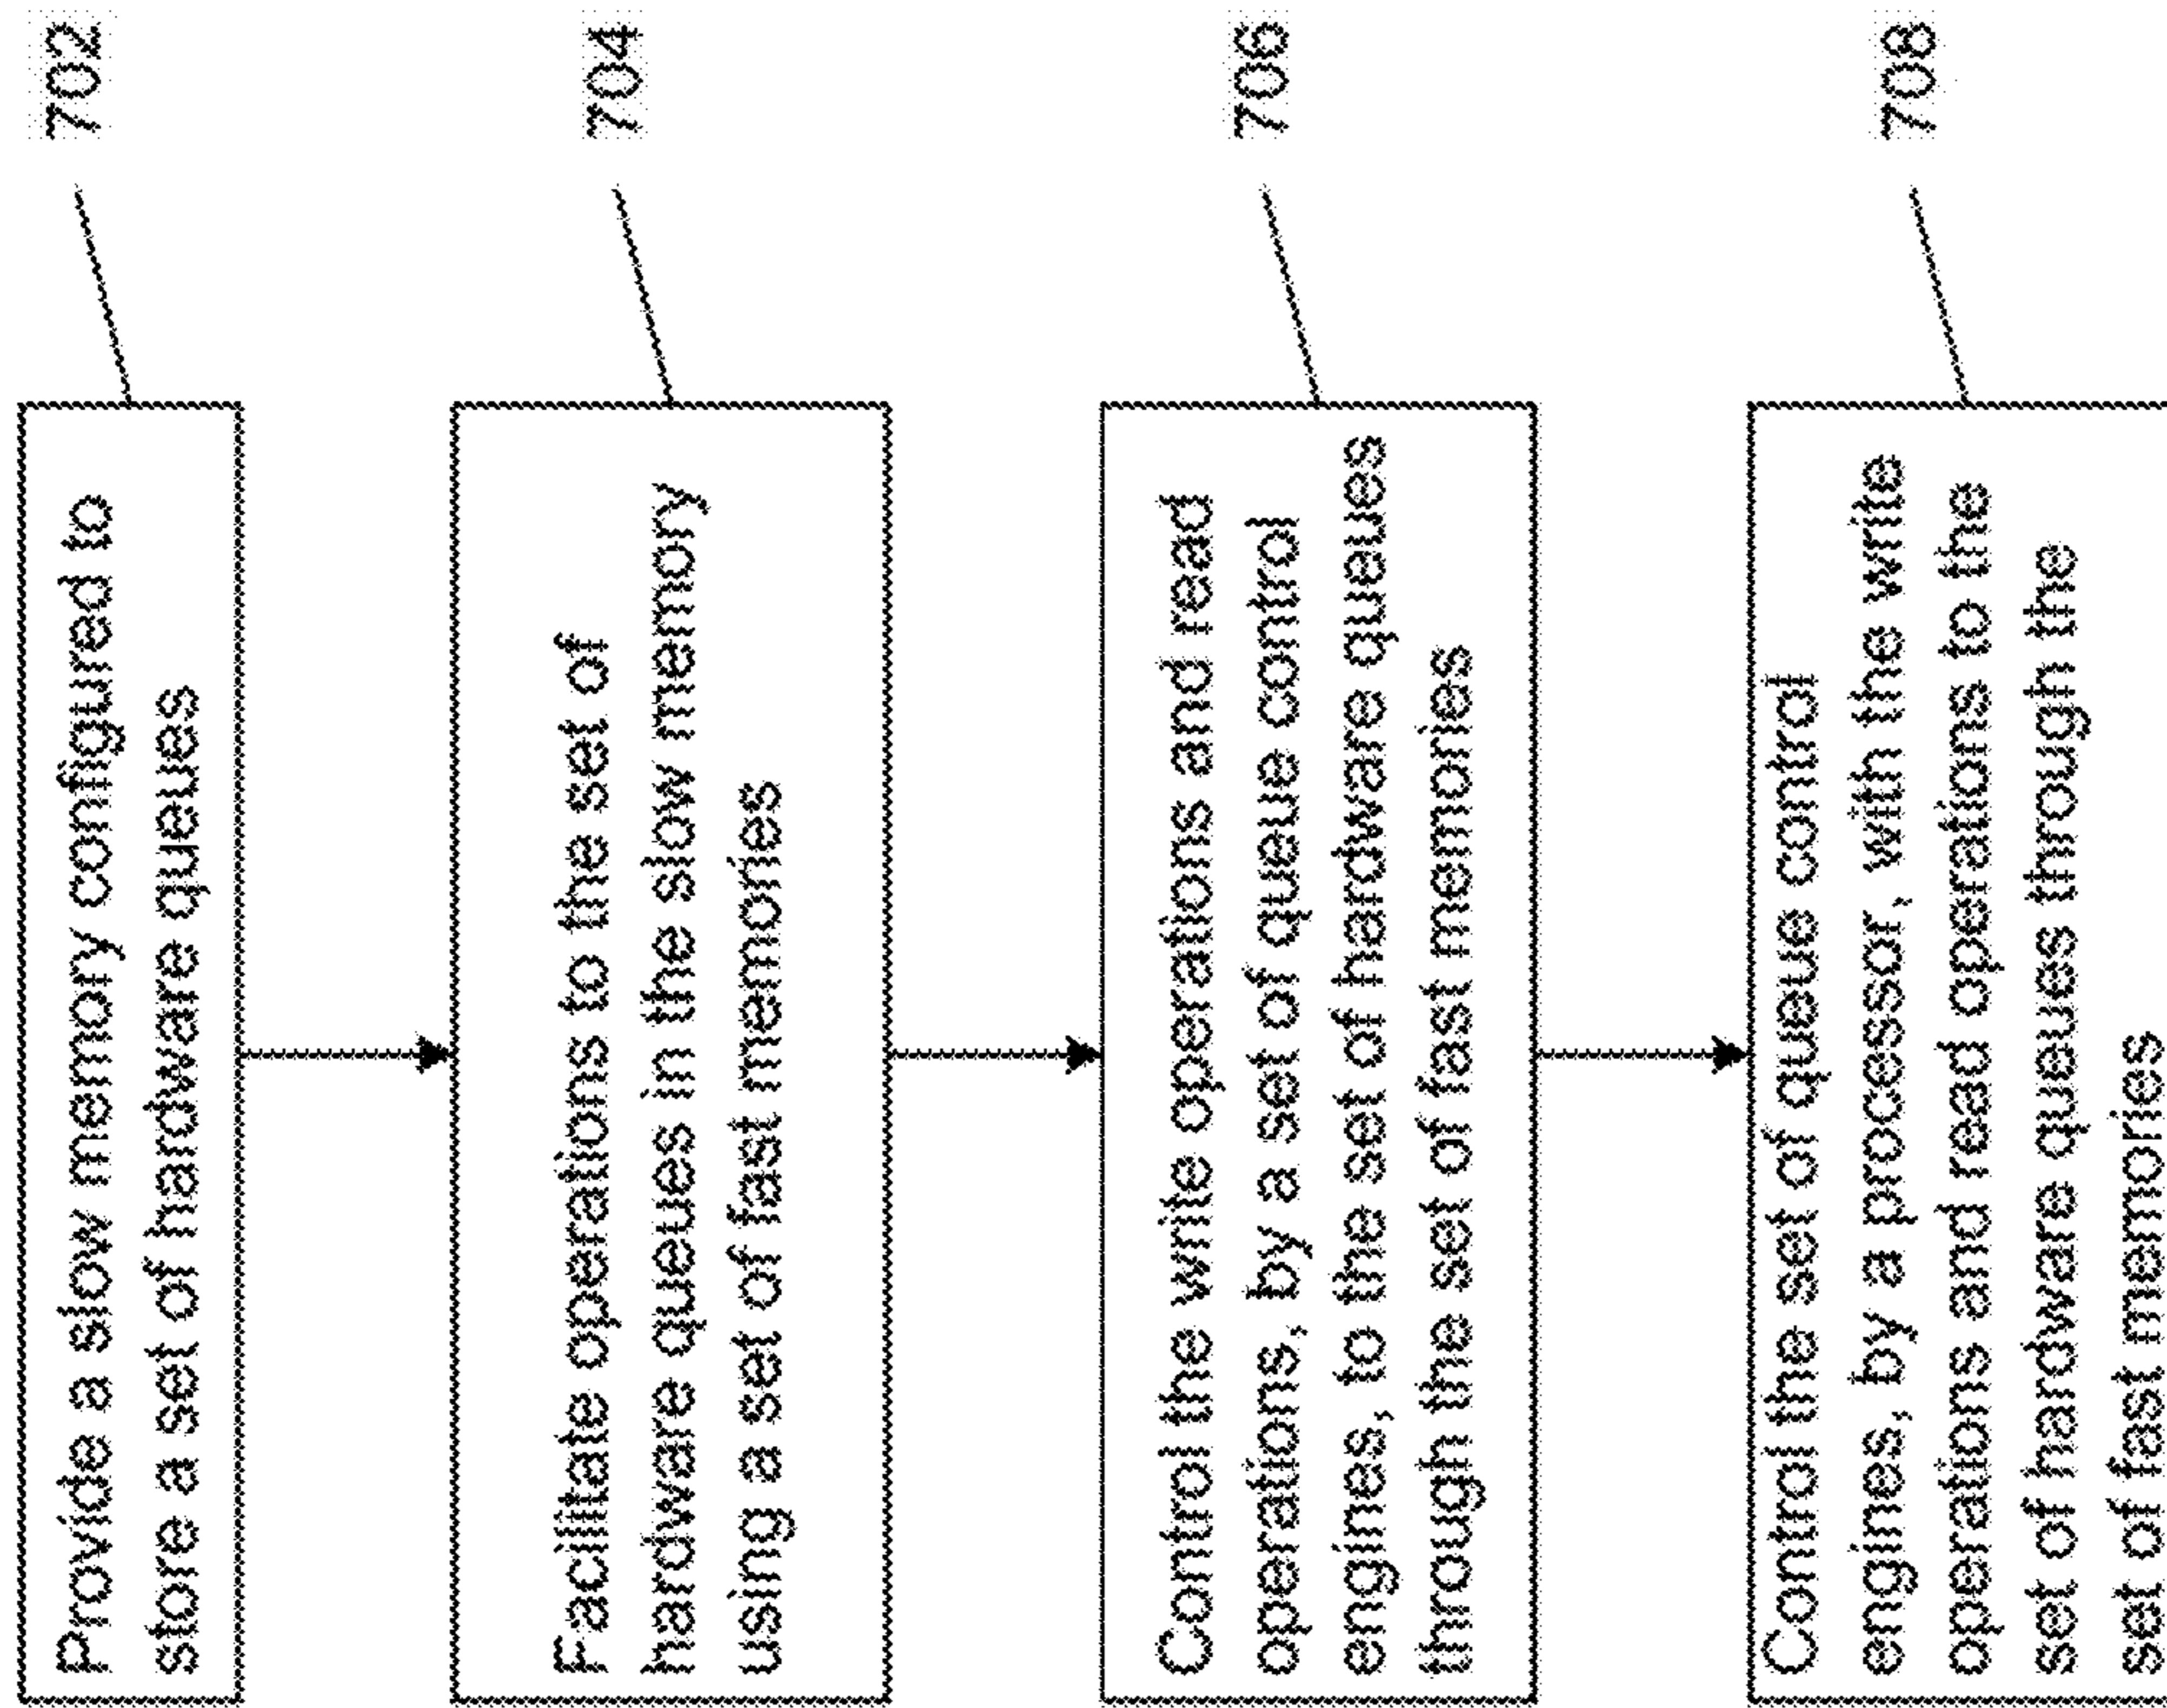 702
Provide a slow memory configured to
store a set of hardware queues
704
Facilitate operations to the set of
hardware queues in the slow memory
using a set of fast memories
706
Control the write operations and read
operations, by a set of queue control
engines, to the set of hardware queues
through the set of fast memories
708
Control the set of queue control
engines, by a processor, with the write
operations and read operations to the
set of hardware queues through the
set of fast memories